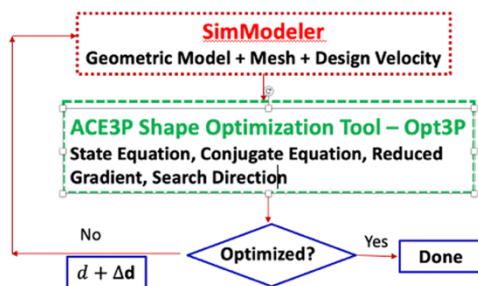 SimModeler
Geometric Model + Mesh + Design Velocity
ACE3P Shape Optimization Tool – Opt3P
State Equation, Conjugate Equation, Reduced
Gradient, Search Direction
No
Optimized?
Yes
Done
d + Δd